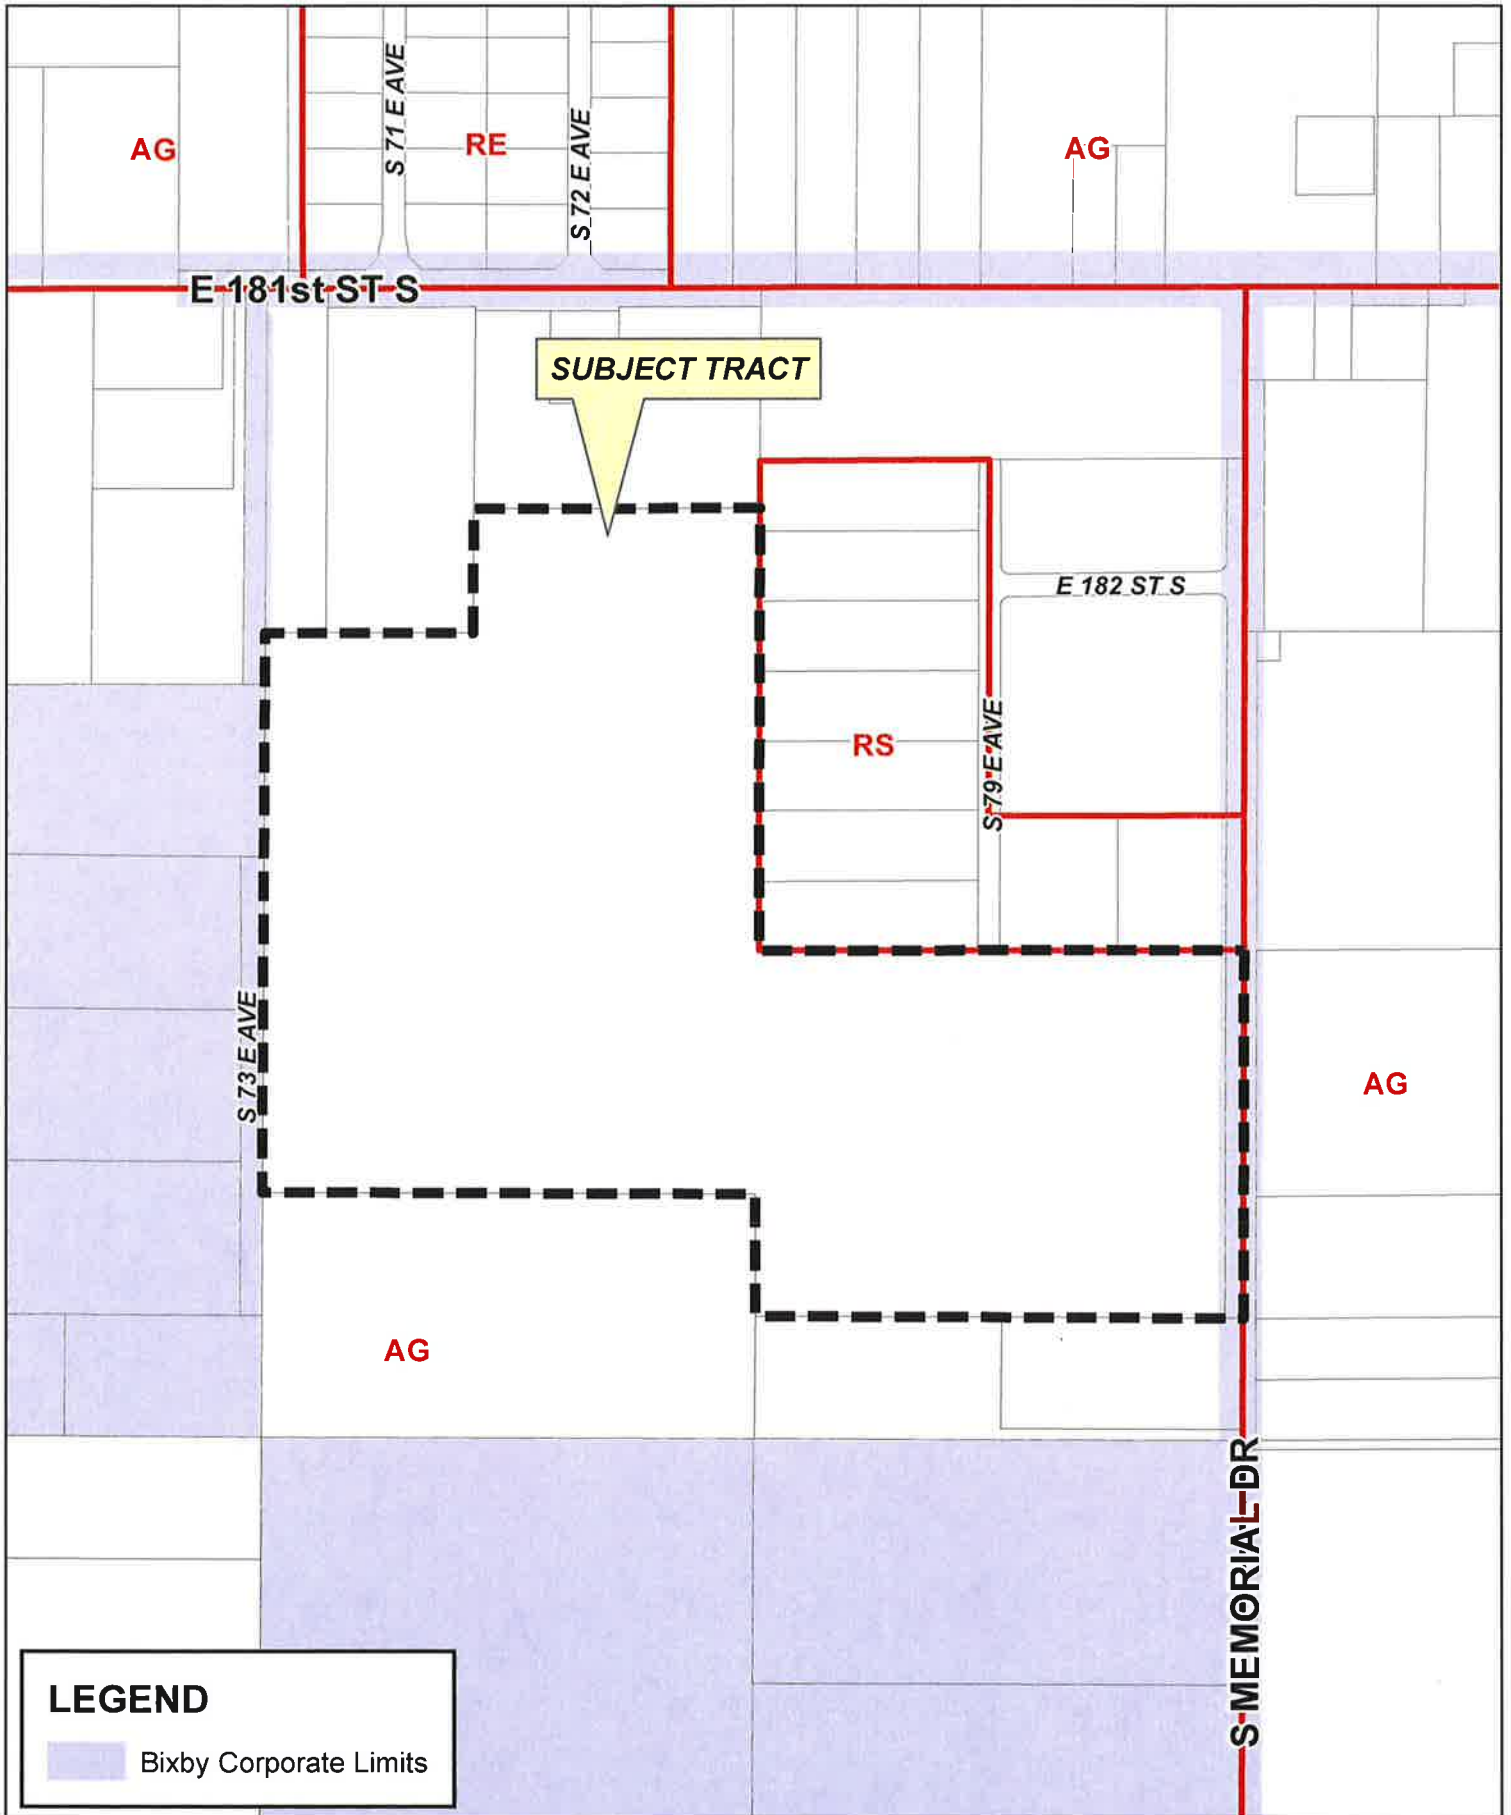 S 71 E AVE
S 72 E AVE
AG
RE
AG
E 181st ST S
SUBJECT TRACT
E 182 ST S
RS
S 79 E AVE
S 73 E AVE
AG
AG
S MEMORIAL DR
LEGEND
Bixby Corporate Limits